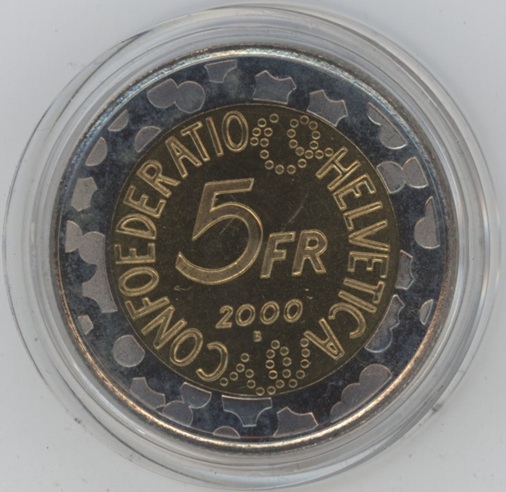 CONFOEDERATIO HELVETICA
5 FR
2000
B